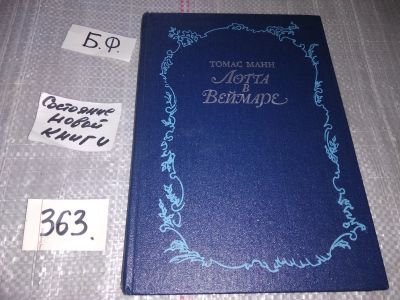 Б.Ф.
Состояние
новой
книги
363.
ТОМАС МАНН
ЛОТТА
В
ВЕЙМАРЕ